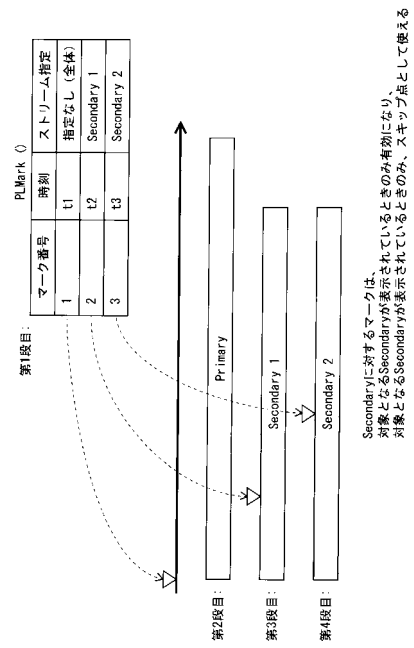 PLMark ()
第1段目：
マーク番号 時刻 ストリーム指定
1 t1 指定なし (全体)
2 t2 Secondary 1
3 t3 Secondary 2
第2段目： Primary
第3段目： Secondary 1
第4段目： Secondary 2
Secondaryに対するマークは、
対象となるSecondaryが表示されているときのみ有効になり、
対象となるSecondaryが表示されているときのみ、スキップ点として使える